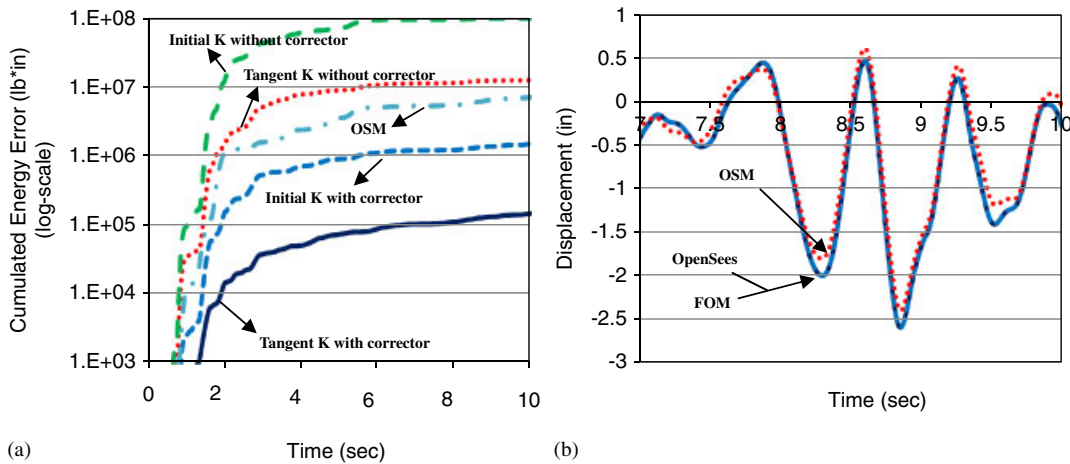 1.E+08
1.E+07
1.E+06
1.E+05
1.E+04
1.E+03
Cumulated Energy Error (lb*in)
(log-scale)
Initial K without corrector
Tangent K without corrector
OSM
Initial K with corrector
Tangent K with corrector
0 2 4 6 8 10
Time (sec)
(a)
1
0.5
0
-0.5
-1
-1.5
-2
-2.5
-3
Displacement (in)
7 7.5 8 8.5 9 9.5 10
OSM
OpenSees
FOM
Time (sec)
(b)